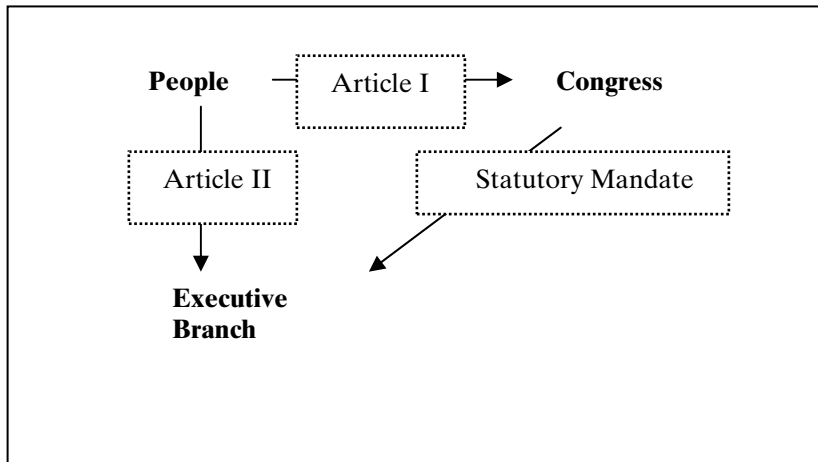 People
Article I
Congress
Article II
Statutory Mandate
Executive
Branch